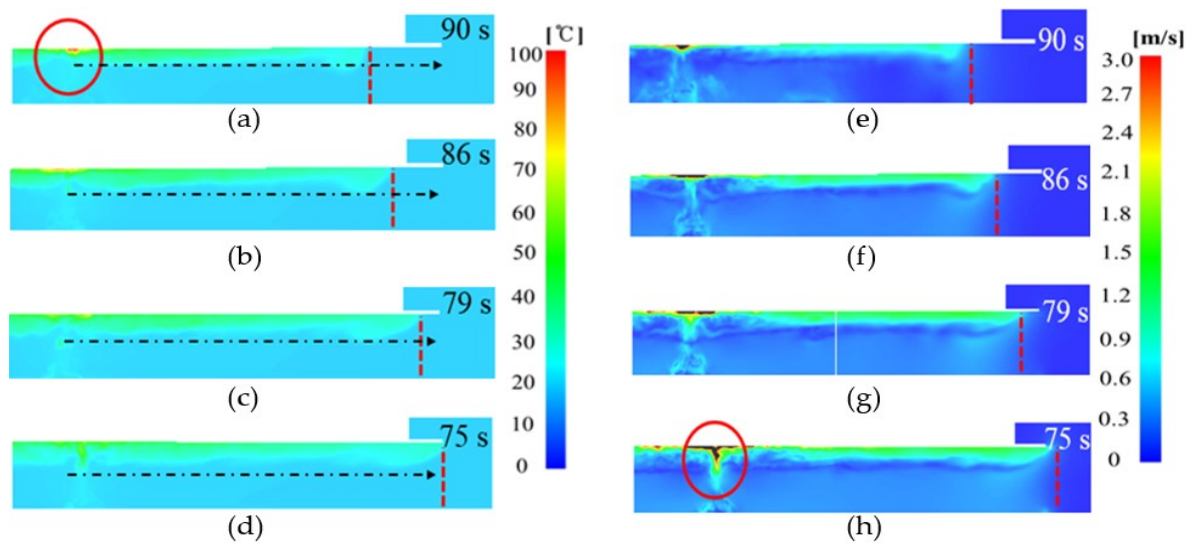 90 s
(a)
86 s
(b)
79 s
(c)
75 s
(d)
[℃]
100
90
80
70
60
50
40
30
20
10
0
90 s
(e)
86 s
(f)
79 s
(g)
75 s
(h)
[m/s]
3.0
2.7
2.4
2.1
1.8
1.5
1.2
0.9
0.6
0.3
0